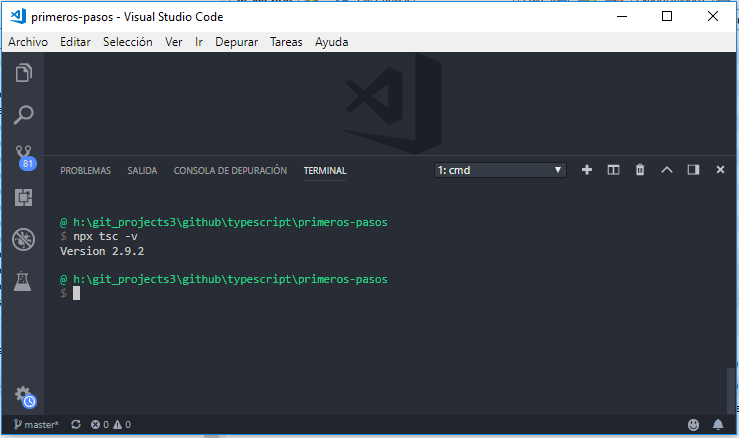 primeros-pasos - Visual Studio Code
Archivo Editar Selección Ver Ir Depurar Tareas Ayuda
81
PROBLEMAS SALIDA CONSOLA DE DEPURACIÓN TERMINAL 1: cmd
@ h:\git_projects3\github\typescript\primeros-pasos
$ npx tsc -v
Version 2.9.2
@ h:\git_projects3\github\typescript\primeros-pasos
$
master* 0 0